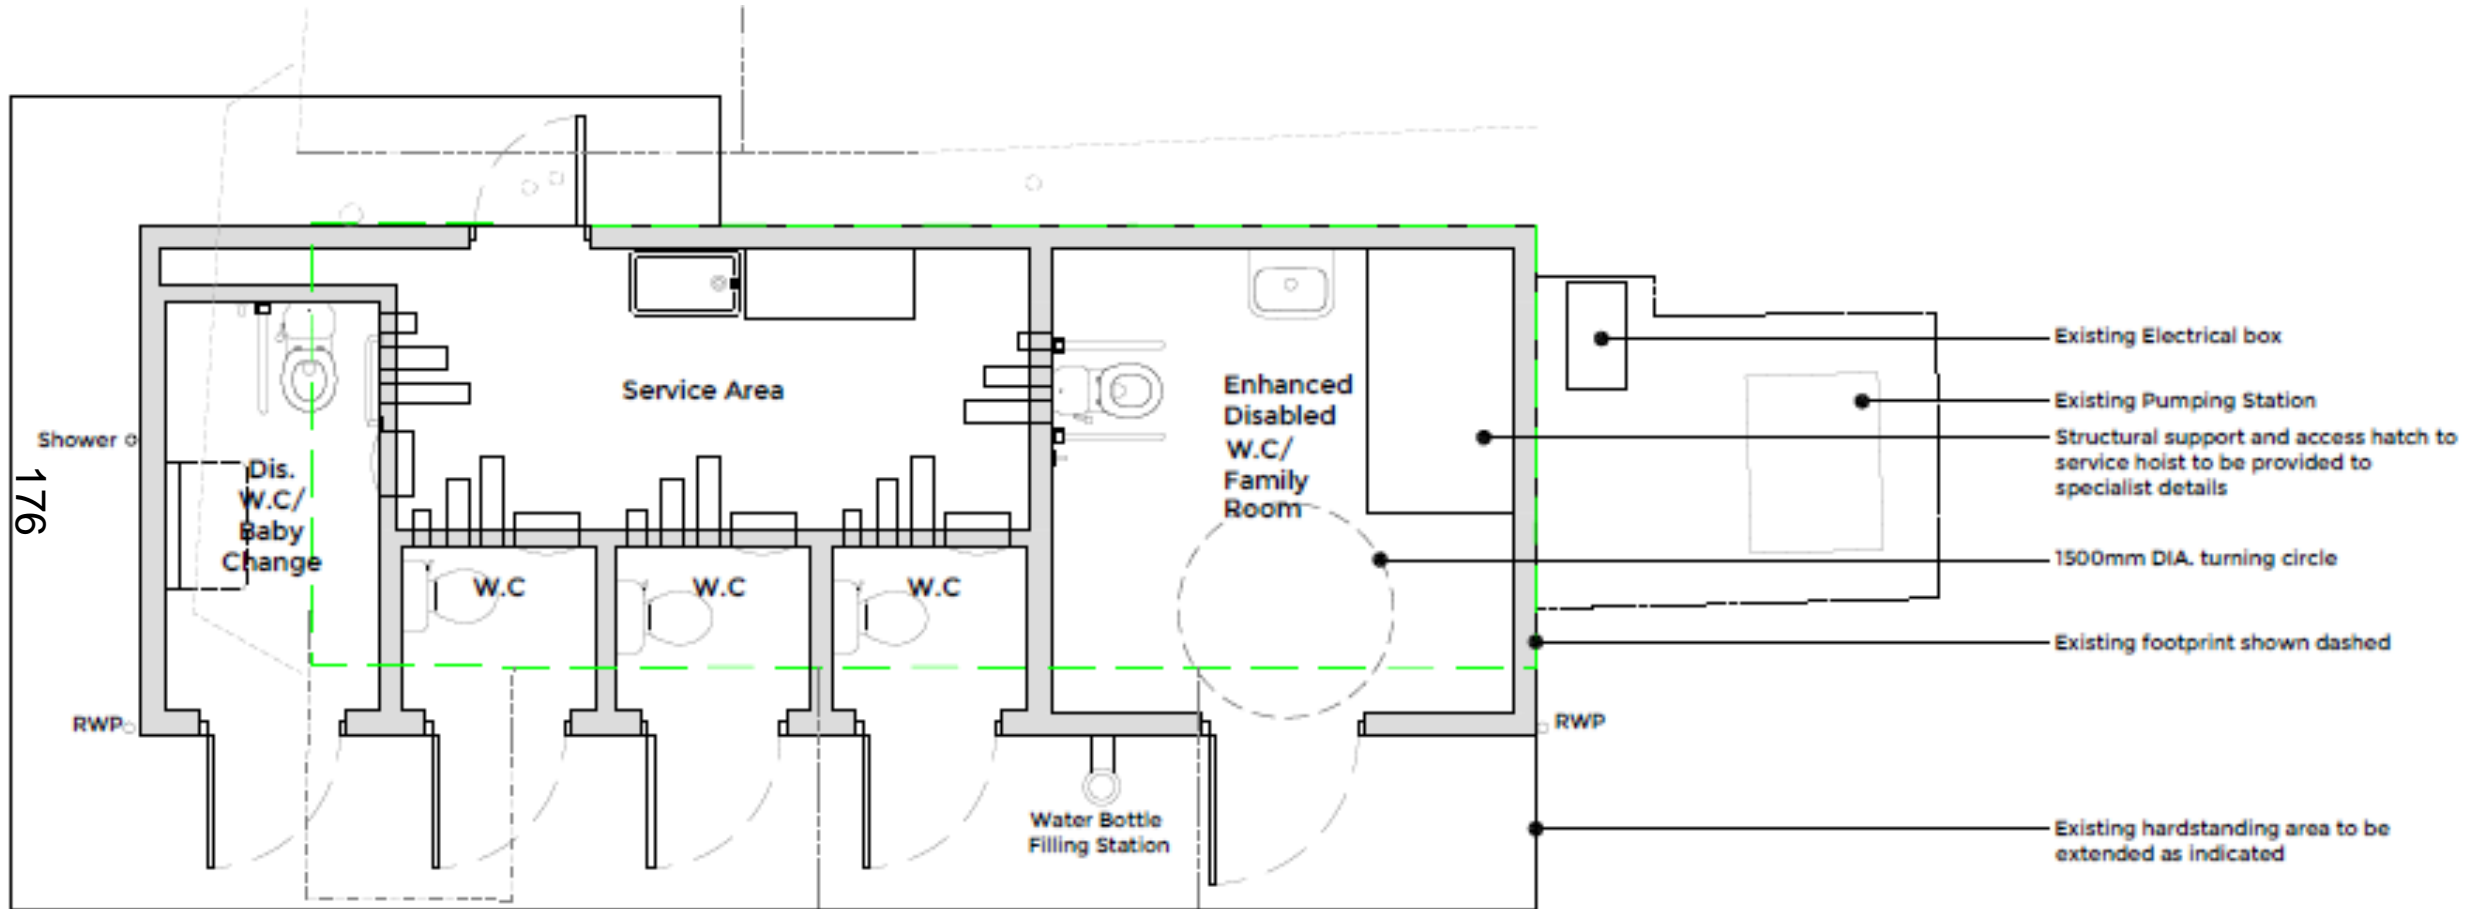 Existing Electrical box
Existing Pumping Station
Structural support and access hatch to
service hoist to be provided to
specialist details
1500mm DIA. turning circle
Existing footprint shown dashed
Existing hardstanding area to be
extended as indicated
Service Area
Enhanced
Disabled
W.C/
Family
Room
Shower
176
Dis.
W.C/
Baby
Change
W.C
W.C
W.C
RWP
RWP
Water Bottle
Filling Station